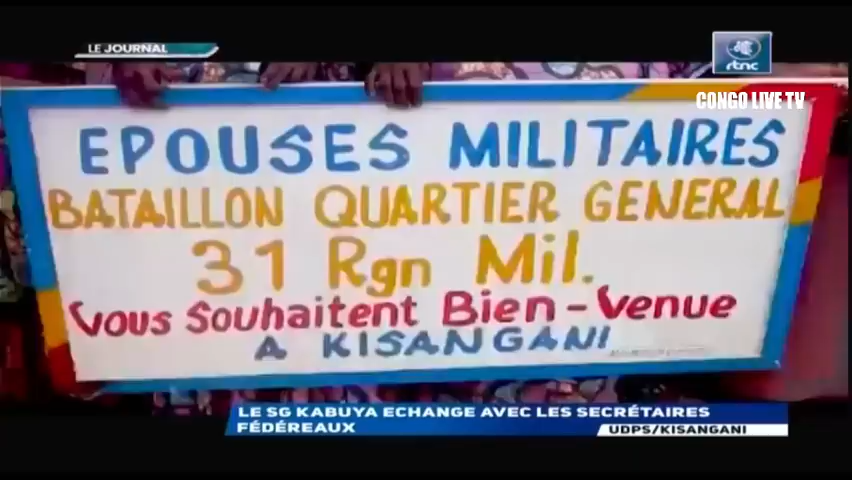 LE JOURNAL
rtnc
CONGO LIVE TV
EPOUSES MILITAIRES
BATAILLON QUARTIER GENERAL
31 Rgn Mil.
Vous Souhaitent Bien-Venue
A KISANGANI
LE SG KABUYA ECHANGE AVEC LES SECRÉTAIRES
FÉDÉREAUX
UDPS/KISANGANI